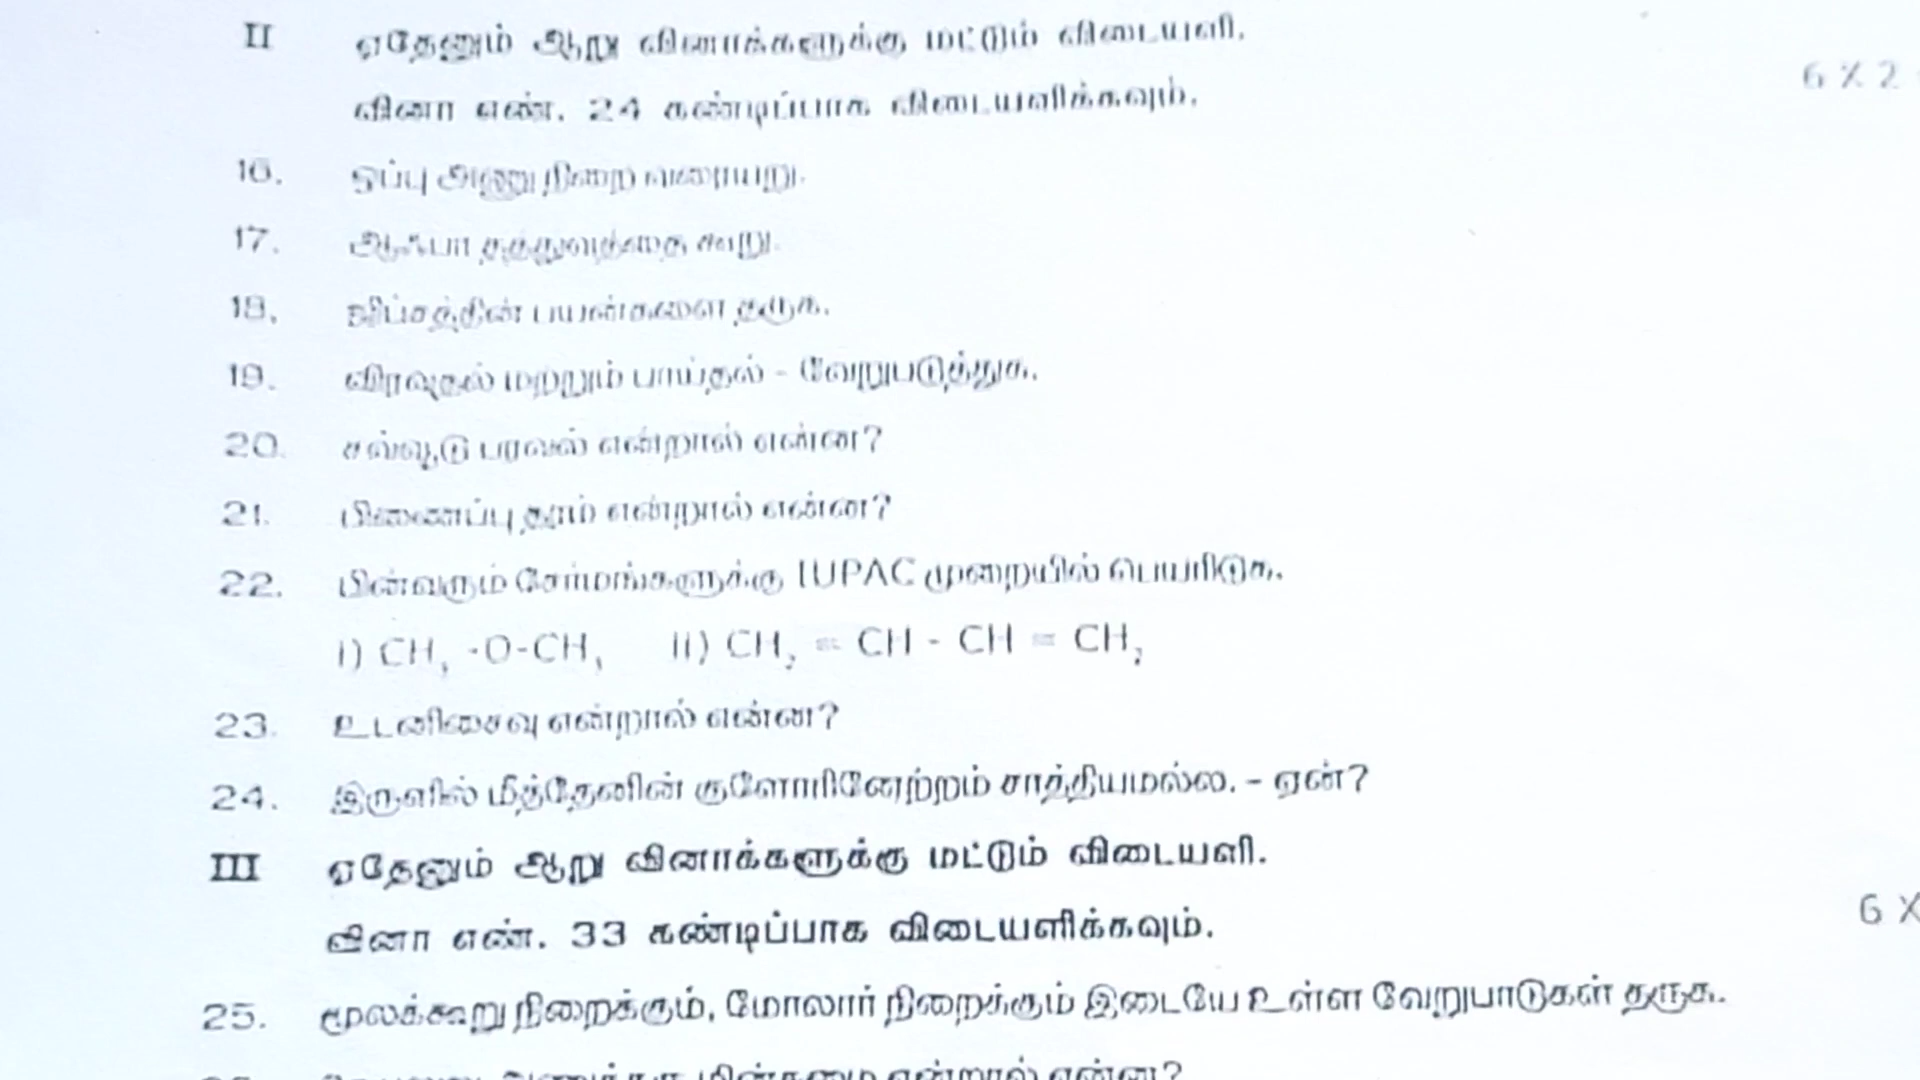 II ஏதேனும் ஆறு வினாக்களுக்கு மட்டும் விடையளி.
6 X 2
வினா எண். 24 கண்டிப்பாக விடையளிக்கவும்.
16. ஒப்பு அணு நிறை வரையறு.
17. ஆஃபா தத்துவத்தை கூறு.
18. ஜிப்சத்தின் பயன்களை தருக.
19. விரவுதல் மற்றும் பாய்தல் - வேறுபடுத்துக.
20. சவ்வூடு பரவல் என்றால் என்ன?
21. பிணைப்பு தரம் என்றால் என்ன?
22. பின்வரும் சேர்மங்களுக்கு IUPAC முறையில் பெயரிடுக.
i) CH₃ -O-CH₃ ii) CH₂ = CH - CH = CH₂
23. உடனிசைவு என்றால் என்ன?
24. இருளில் மீத்தேனின் குளோரினேற்றம் சாத்தியமல்ல. - ஏன்?
III ஏதேனும் ஆறு வினாக்களுக்கு மட்டும் விடையளி.
வினா எண். 33 கண்டிப்பாக விடையளிக்கவும்.
6 X
25. மூலக்கூறு நிறைக்கும், மோலார் நிறைக்கும் இடையே உள்ள வேறுபாடுகள் தருக.
என்றால் என்ன?